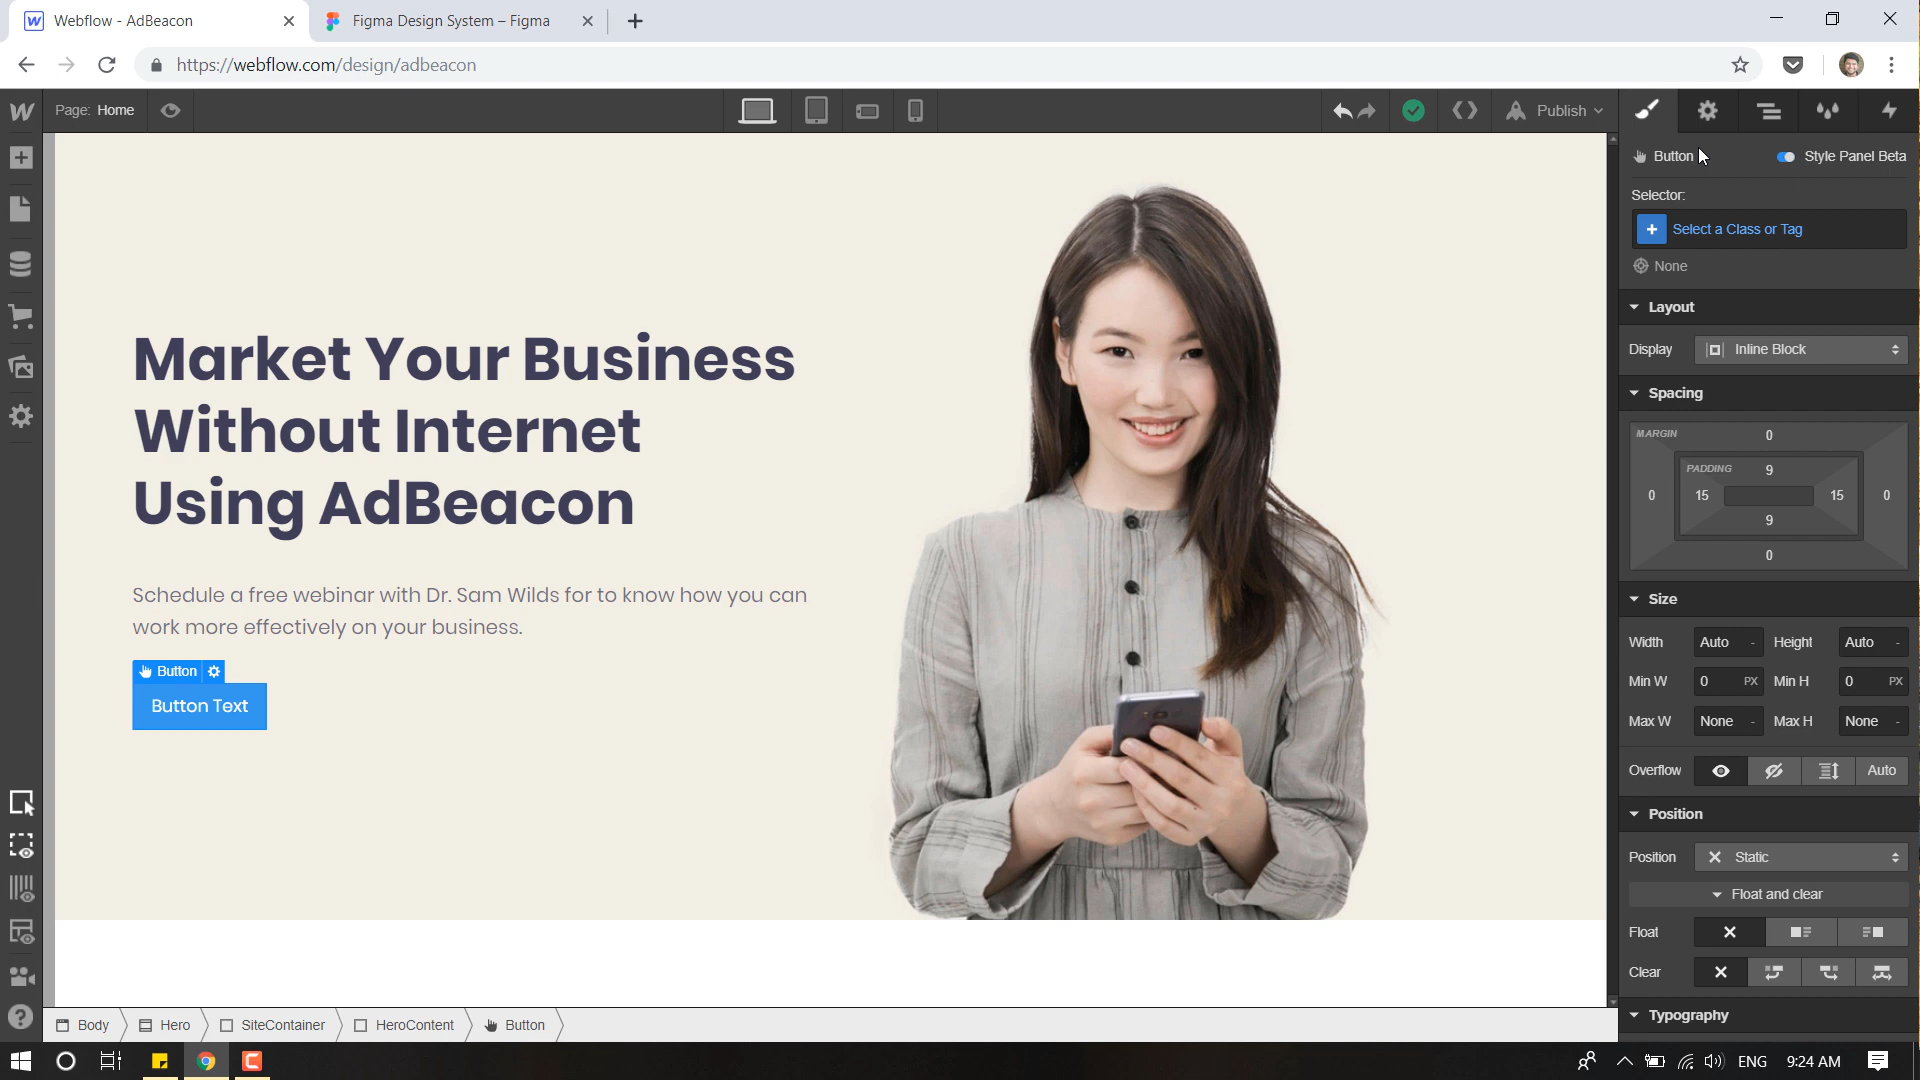 Webflow - AdBeacon
Figma Design System – Figma
https://webflow.com/design/adbeacon
Page: Home
Publish
Button
Style Panel Beta
Selector:
Select a Class or Tag
None
Layout
Display
Inline Block
Spacing
MARGIN
0
PADDING
9
0
15
15
0
9
0
Size
Width
Auto
-
Height
Auto
-
Min W
0
PX
Min H
0
PX
Max W
None
-
Max H
None
-
Overflow
Auto
Position
Position
Static
Float and clear
Float
Clear
Typography
Market Your Business
Without Internet
Using AdBeacon
Schedule a free webinar with Dr. Sam Wilds for to know how you can
work more effectively on your business.
Button
Button Text
Body
Hero
SiteContainer
HeroContent
Button
ENG
9:24 AM